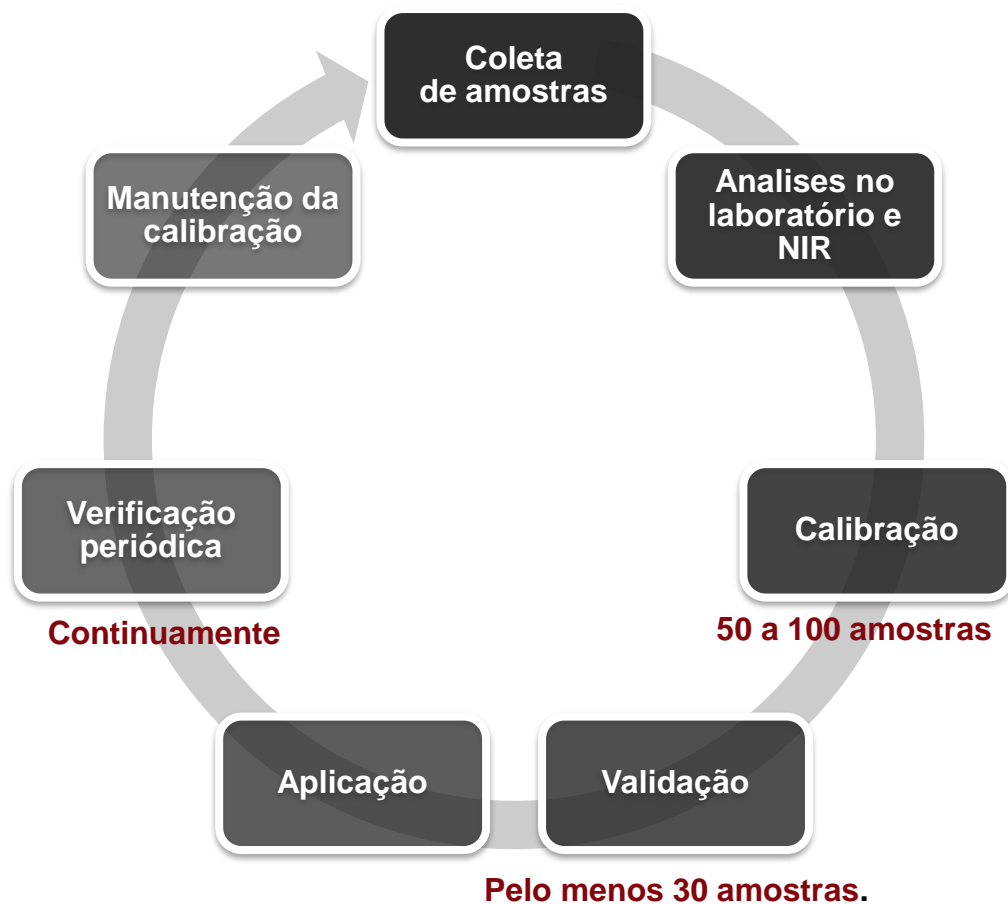 Coleta
de amostras
Analises no
laboratório e
NIR
Calibração
50 a 100 amostras
Validação
Pelo menos 30 amostras.
Aplicação
Verificação
periódica
Continuamente
Manutenção da
calibração